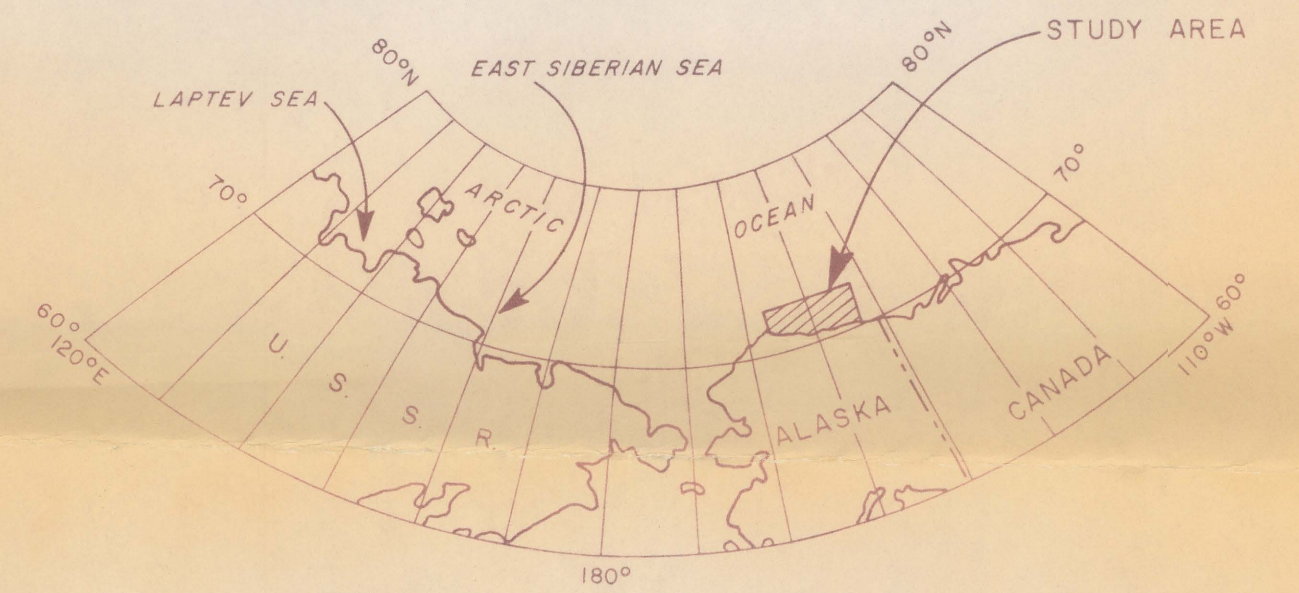 STUDY AREA
80°N
80°N
EAST SIBERIAN SEA
LAPTEV SEA
70°
70°
ARCTIC
OCEAN
60°
120°E
60°
110°W
U. S. S. R.
ALASKA
CANADA
180°